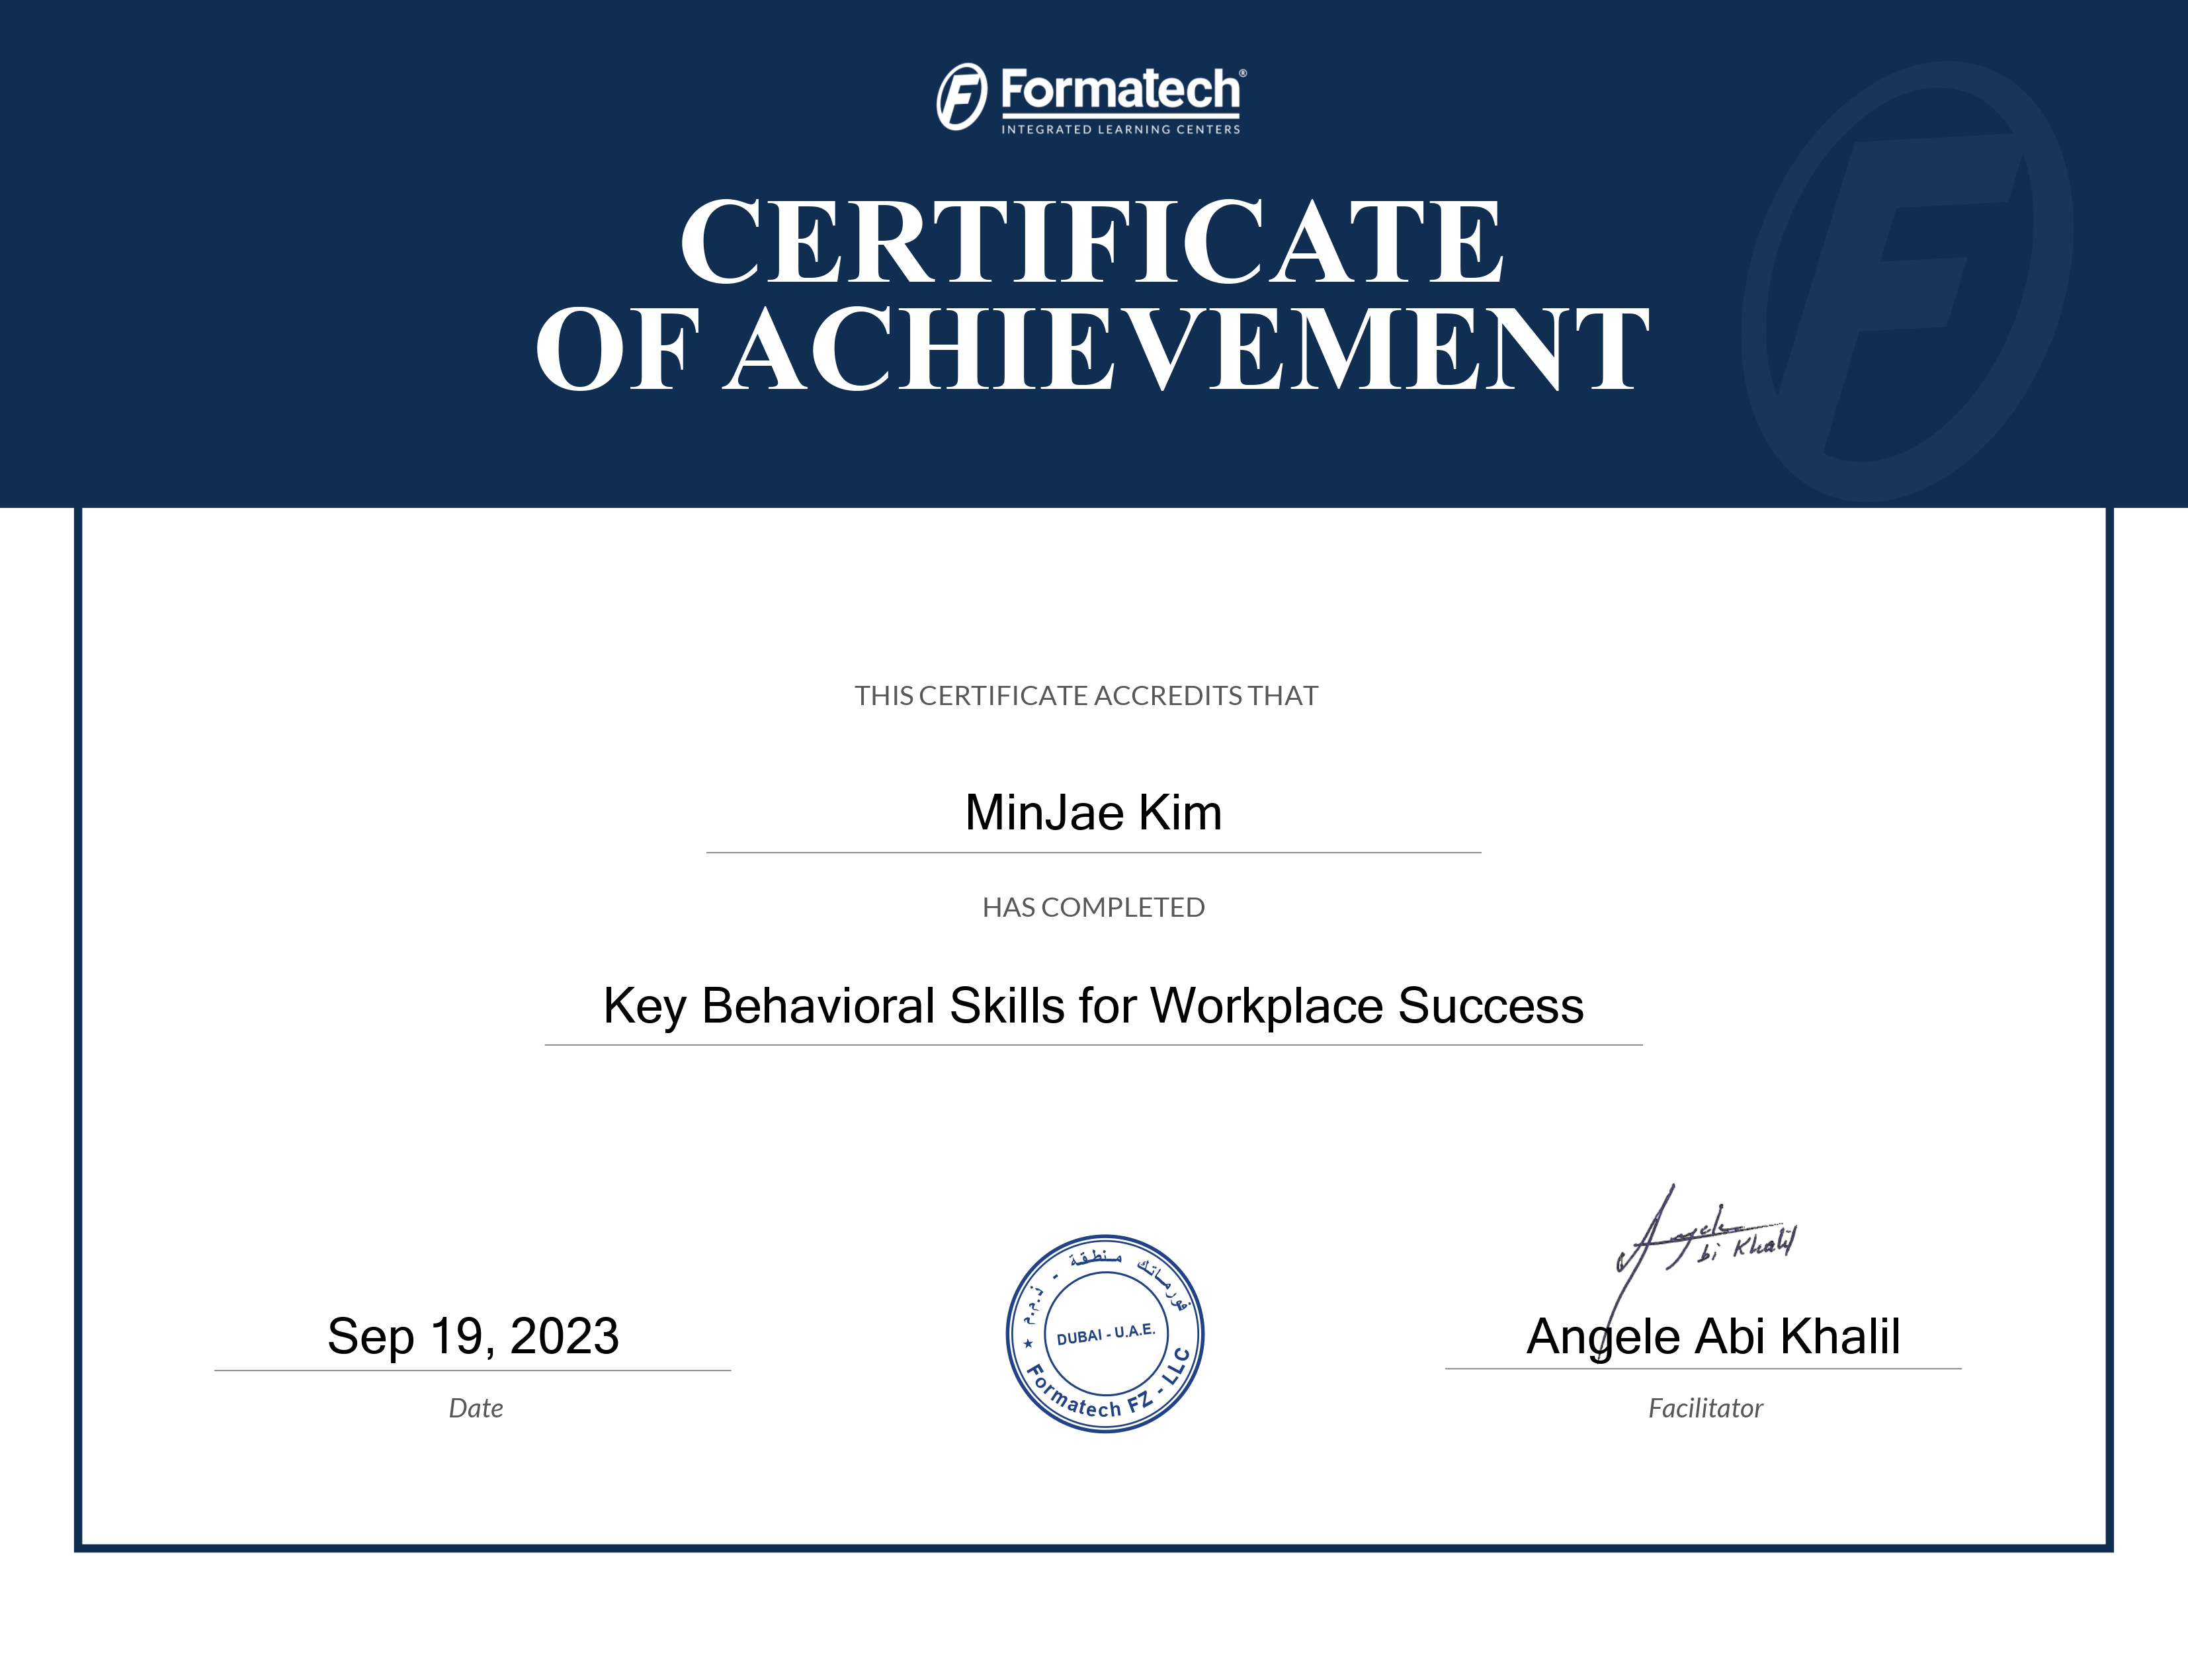 Formatech®
INTEGRATED LEARNING CENTERS
CERTIFICATE
OF ACHIEVEMENT
THIS CERTIFICATE ACCREDITS THAT
MinJae Kim
HAS COMPLETED
Key Behavioral Skills for Workplace Success
Angele
bi Khalil
Sep 19, 2023
Date
فورماتك منطقة - ذ.م.م
DUBAI - U.A.E.
★ Formatech FZ - LLC
Angele Abi Khalil
Facilitator